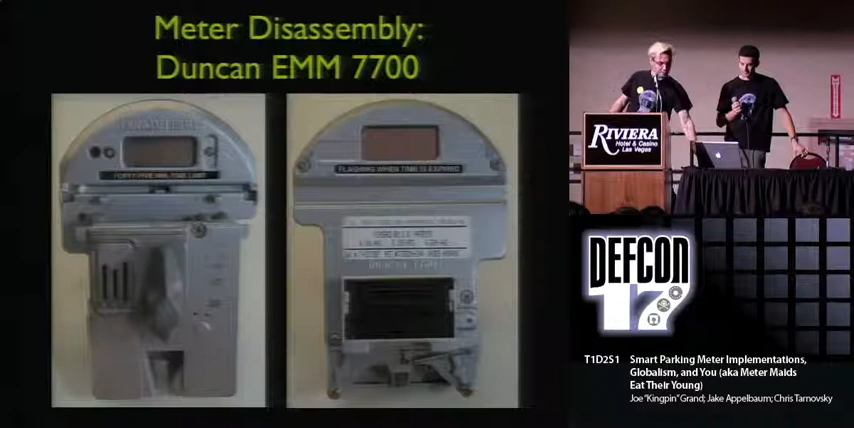 Meter Disassembly:
Duncan EMM 7700
FORTY FIVE MIN. TIME LIMIT
FLASHING WHEN TIME IS EXPIRED
RIVIERA
Hotel & Casino
Las Vegas
DEFCON
17
T1D2S1
Smart Parking Meter Implementations,
Globalism, and You (aka Meter Maids
Eat Their Young)
Joe "Kingpin" Grand; Jake Appelbaum; Chris Tarnovsky